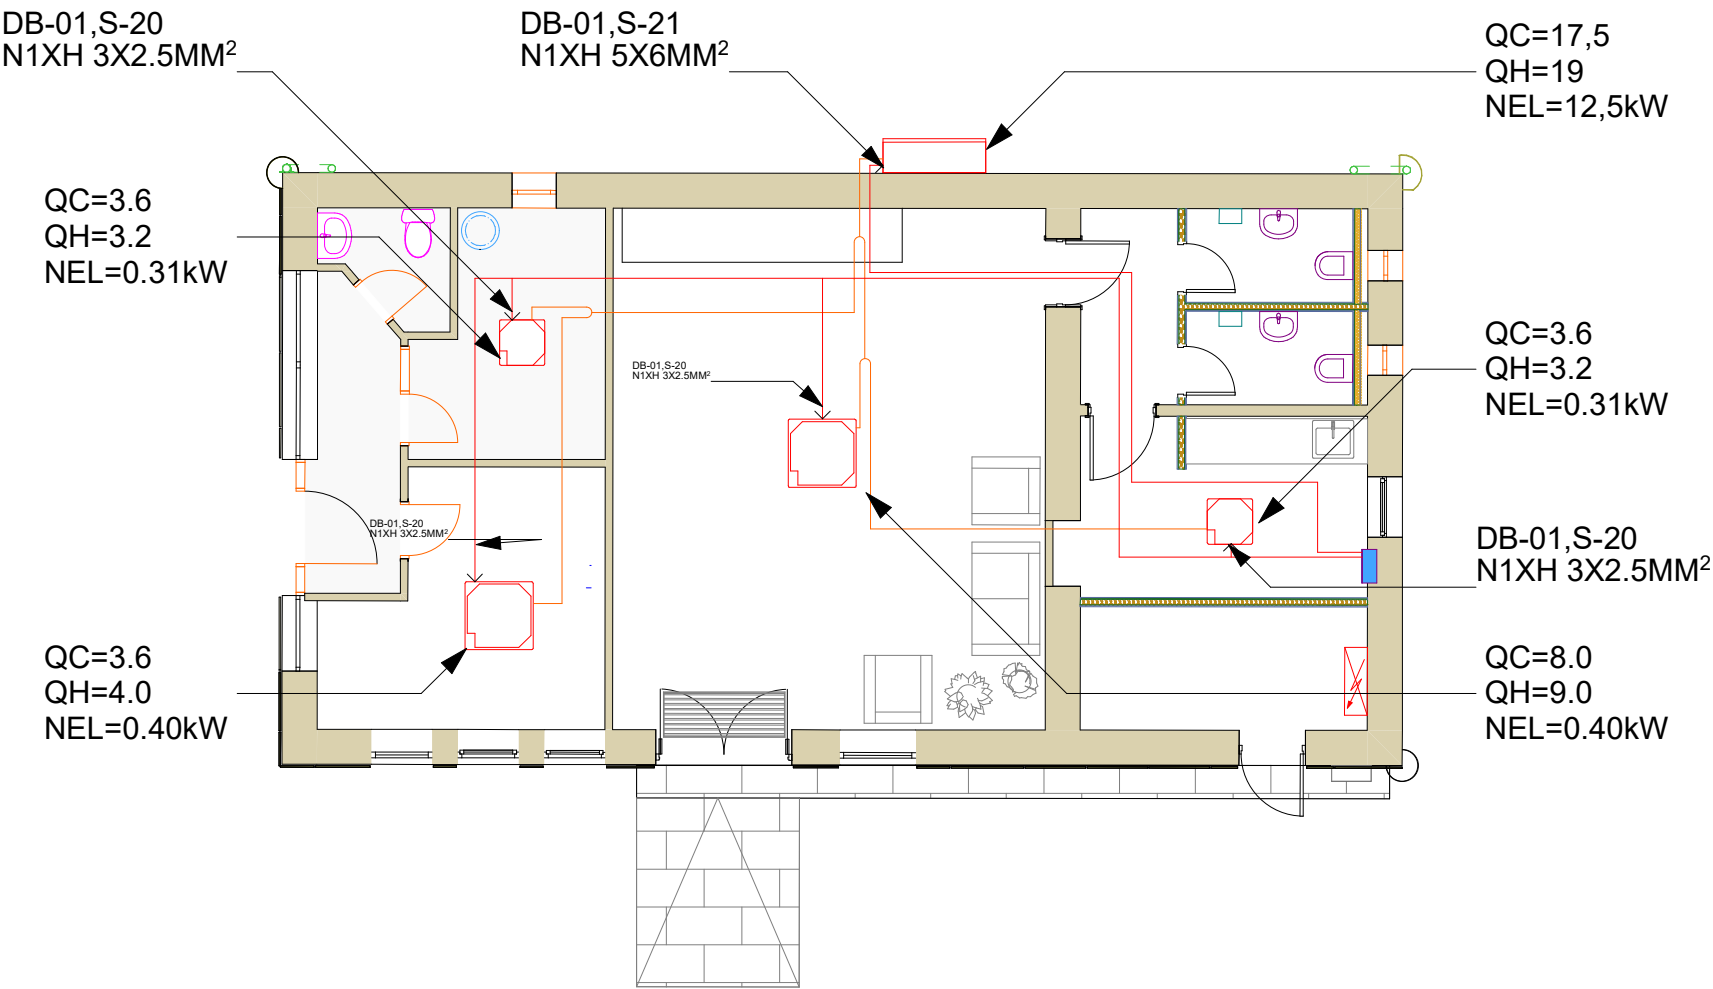 DB-01,S-20
N1XH 3X2.5MM²
DB-01,S-21
N1XH 5X6MM²
QC=17,5
QH=19
NEL=12,5kW
QC=3.6
QH=3.2
NEL=0.31kW
QC=3.6
QH=3.2
NEL=0.31kW
DB-01,S-20
N1XH 3X2.5MM²
DB-01,S-20
N1XH 3X2.5MM²
DB-01,S-20
N1XH 3X2.5MM²
QC=3.6
QH=4.0
NEL=0.40kW
QC=8.0
QH=9.0
NEL=0.40kW